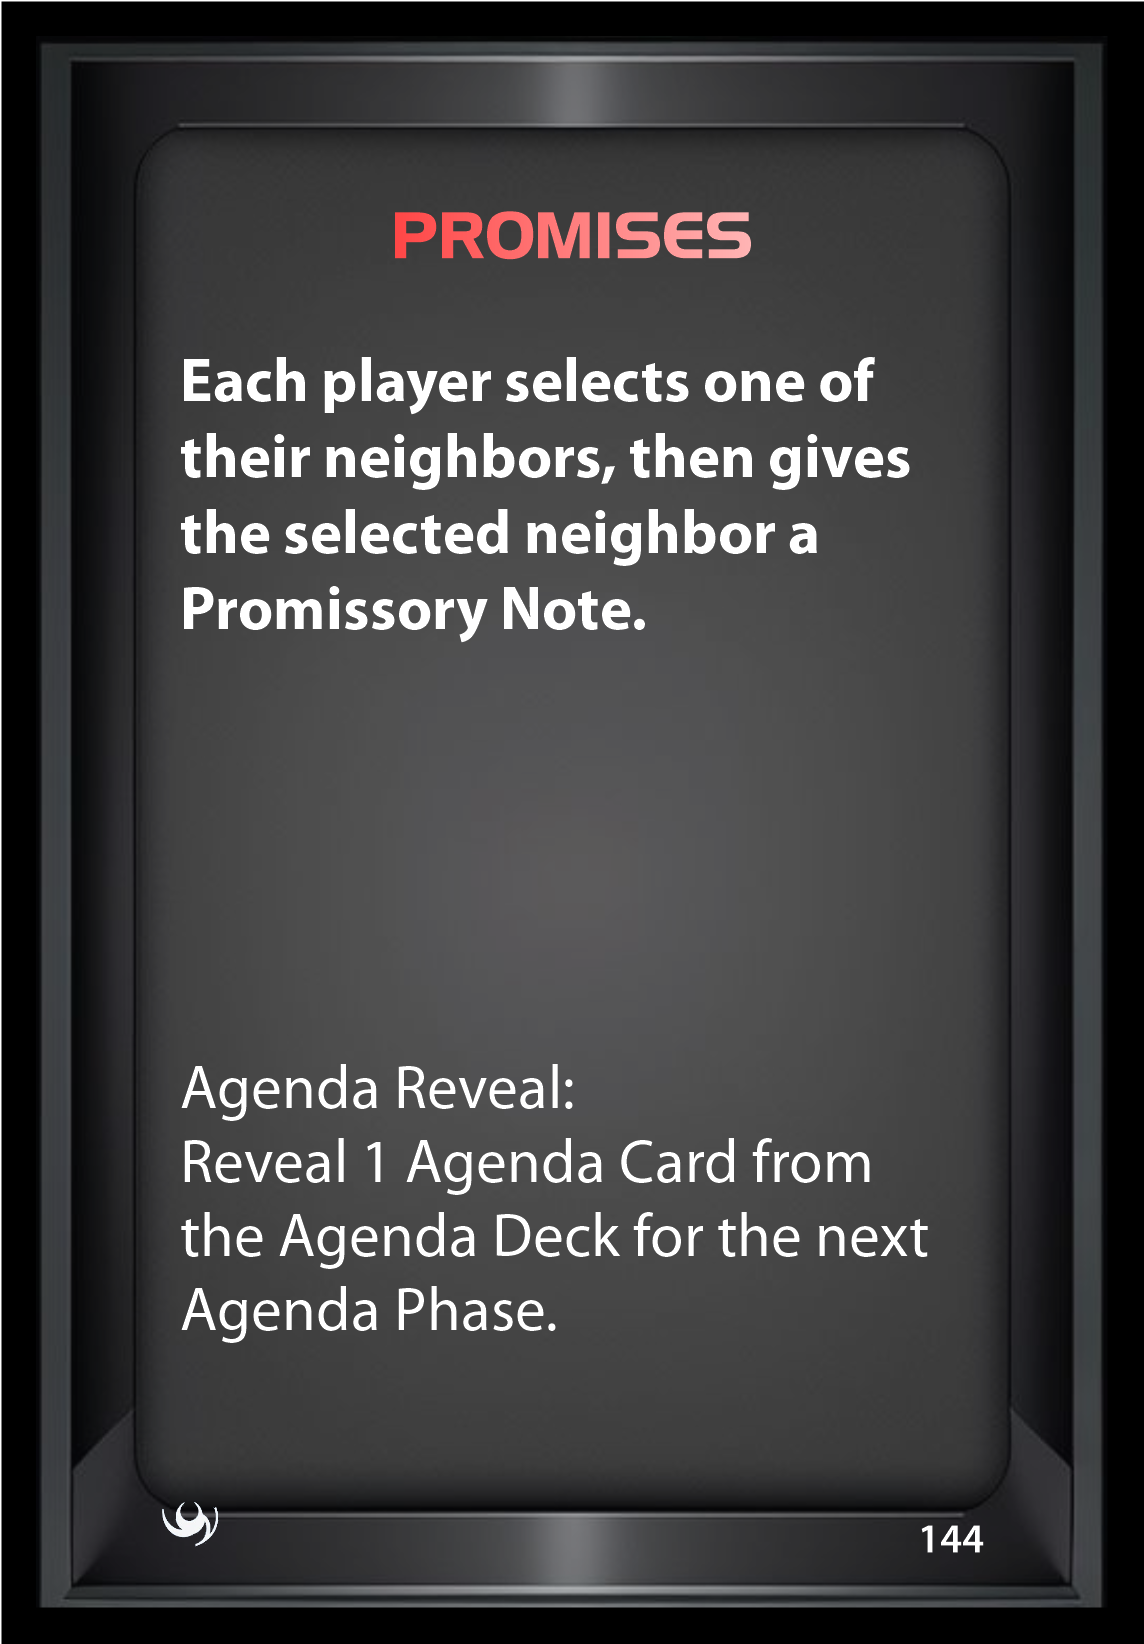 PROMISES
Each player selects one of
their neighbors, then gives
the selected neighbor a
Promissory Note.
Agenda Reveal:
Reveal 1 Agenda Card from
the Agenda Deck for the next
Agenda Phase.
144